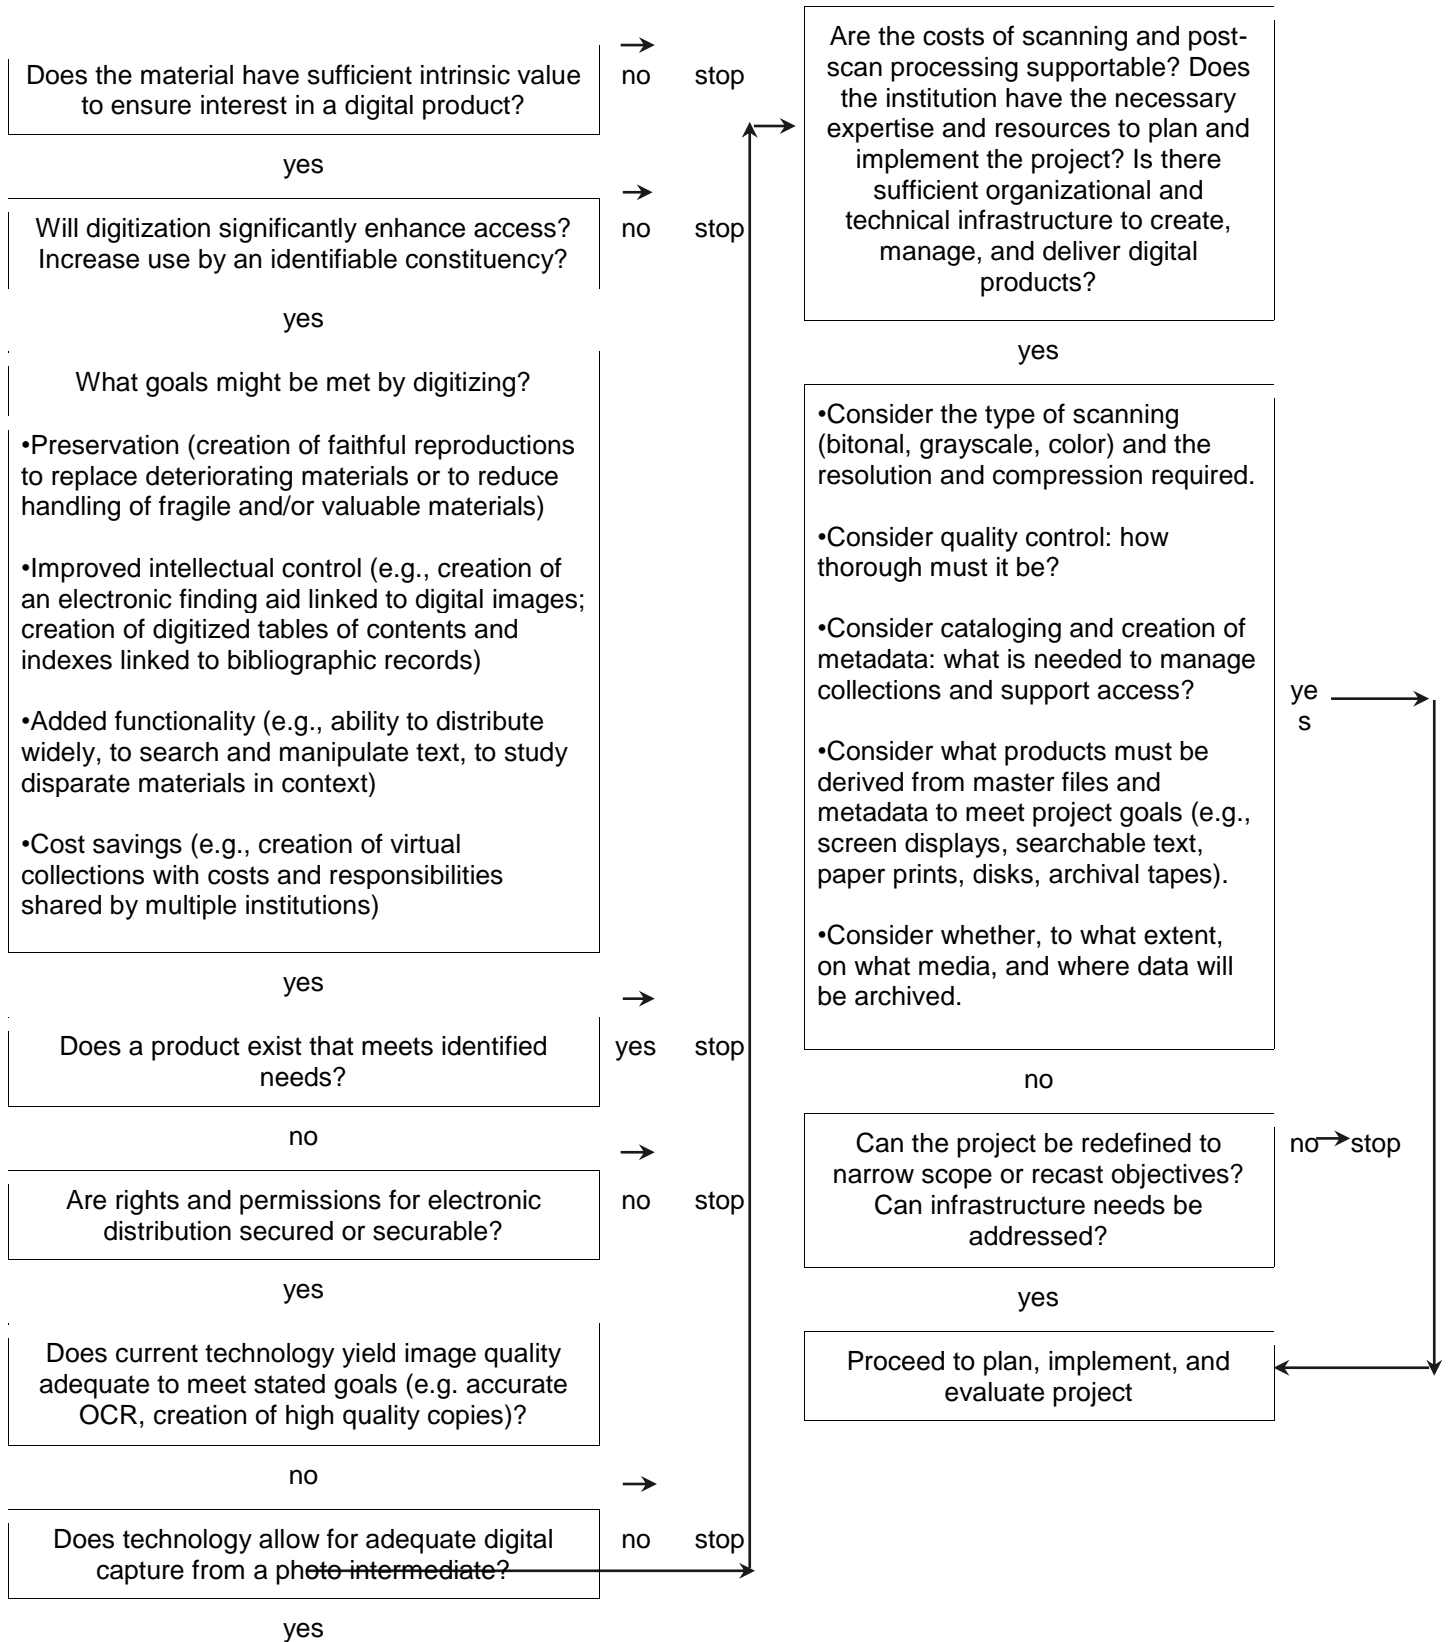 Does the material have sufficient intrinsic value
to ensure interest in a digital product?
no stop
yes
Will digitization significantly enhance access?
Increase use by an identifiable constituency?
no stop
yes
What goals might be met by digitizing?
•Preservation (creation of faithful reproductions
to replace deteriorating materials or to reduce
handling of fragile and/or valuable materials)
•Improved intellectual control (e.g., creation of
an electronic finding aid linked to digital images;
creation of digitized tables of contents and
indexes linked to bibliographic records)
•Added functionality (e.g., ability to distribute
widely, to search and manipulate text, to study
disparate materials in context)
•Cost savings (e.g., creation of virtual
collections with costs and responsibilities
shared by multiple institutions)
yes
Does a product exist that meets identified
needs?
yes stop
no
Are rights and permissions for electronic
distribution secured or securable?
no stop
yes
Does current technology yield image quality
adequate to meet stated goals (e.g. accurate
OCR, creation of high quality copies)?
no
Does technology allow for adequate digital
capture from a photo intermediate?
no stop
yes
Are the costs of scanning and post-
scan processing supportable? Does
the institution have the necessary
expertise and resources to plan and
implement the project? Is there
sufficient organizational and
technical infrastructure to create,
manage, and deliver digital
products?
yes
•Consider the type of scanning
(bitonal, grayscale, color) and the
resolution and compression required.
•Consider quality control: how
thorough must it be?
•Consider cataloging and creation of
metadata: what is needed to manage
collections and support access?
•Consider what products must be
derived from master files and
metadata to meet project goals (e.g.,
screen displays, searchable text,
paper prints, disks, archival tapes).
•Consider whether, to what extent,
on what media, and where data will
be archived.
ye
s
no
Can the project be redefined to
narrow scope or recast objectives?
Can infrastructure needs be
addressed?
no stop
yes
Proceed to plan, implement, and
evaluate project